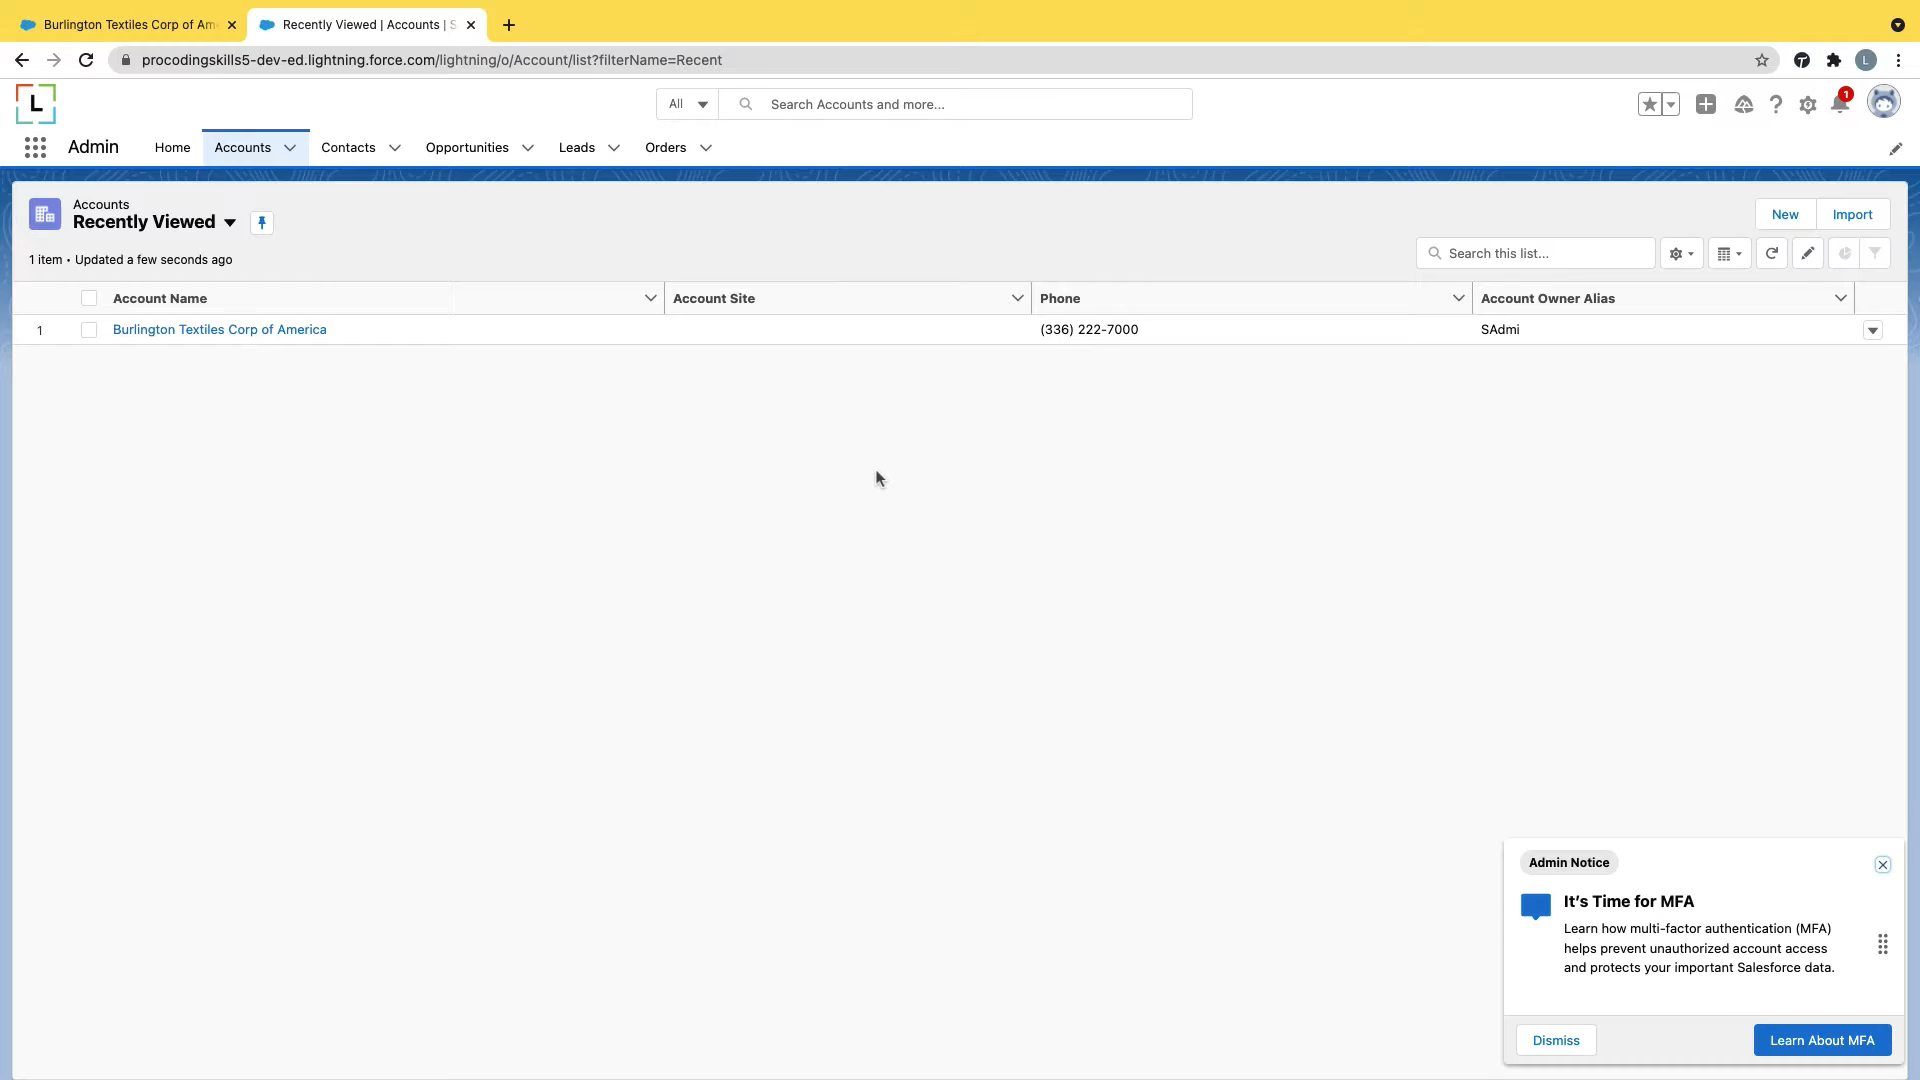 Burlington Textiles Corp of Am
Recently Viewed | Accounts | S
procodingskills5-dev-ed.lightning.force.com/lightning/o/Account/list?filterName=Recent
L
L
All
Search Accounts and more...
1
Admin
Home
Accounts
Contacts
Opportunities
Leads
Orders
Accounts
Recently Viewed
New
Import
1 item • Updated a few seconds ago
Search this list...
Account Name
Account Site
Phone
Account Owner Alias
1
Burlington Textiles Corp of America
(336) 222-7000
SAdmi
Admin Notice
It's Time for MFA
Learn how multi-factor authentication (MFA)
helps prevent unauthorized account access
and protects your important Salesforce data.
Dismiss
Learn About MFA